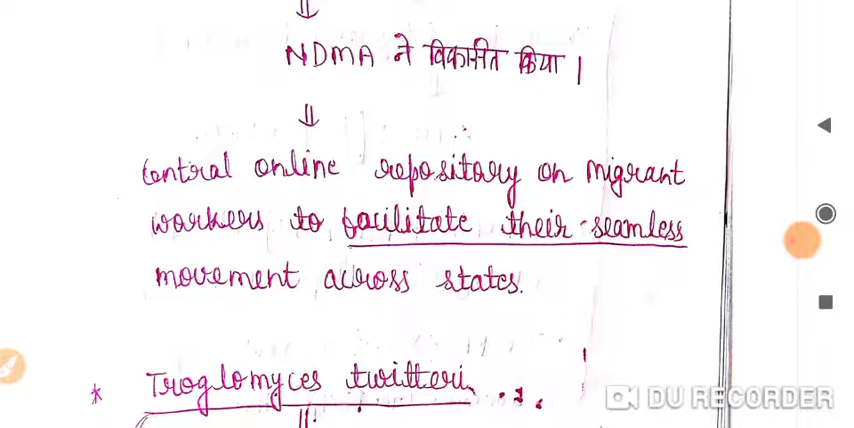 ⇓
NDMA ने विकसित किया |
⇓
Central online repository on migrant
workers to facilitate their seamless
movement across states.
* Troglomyces twitteri
DU RECORDER